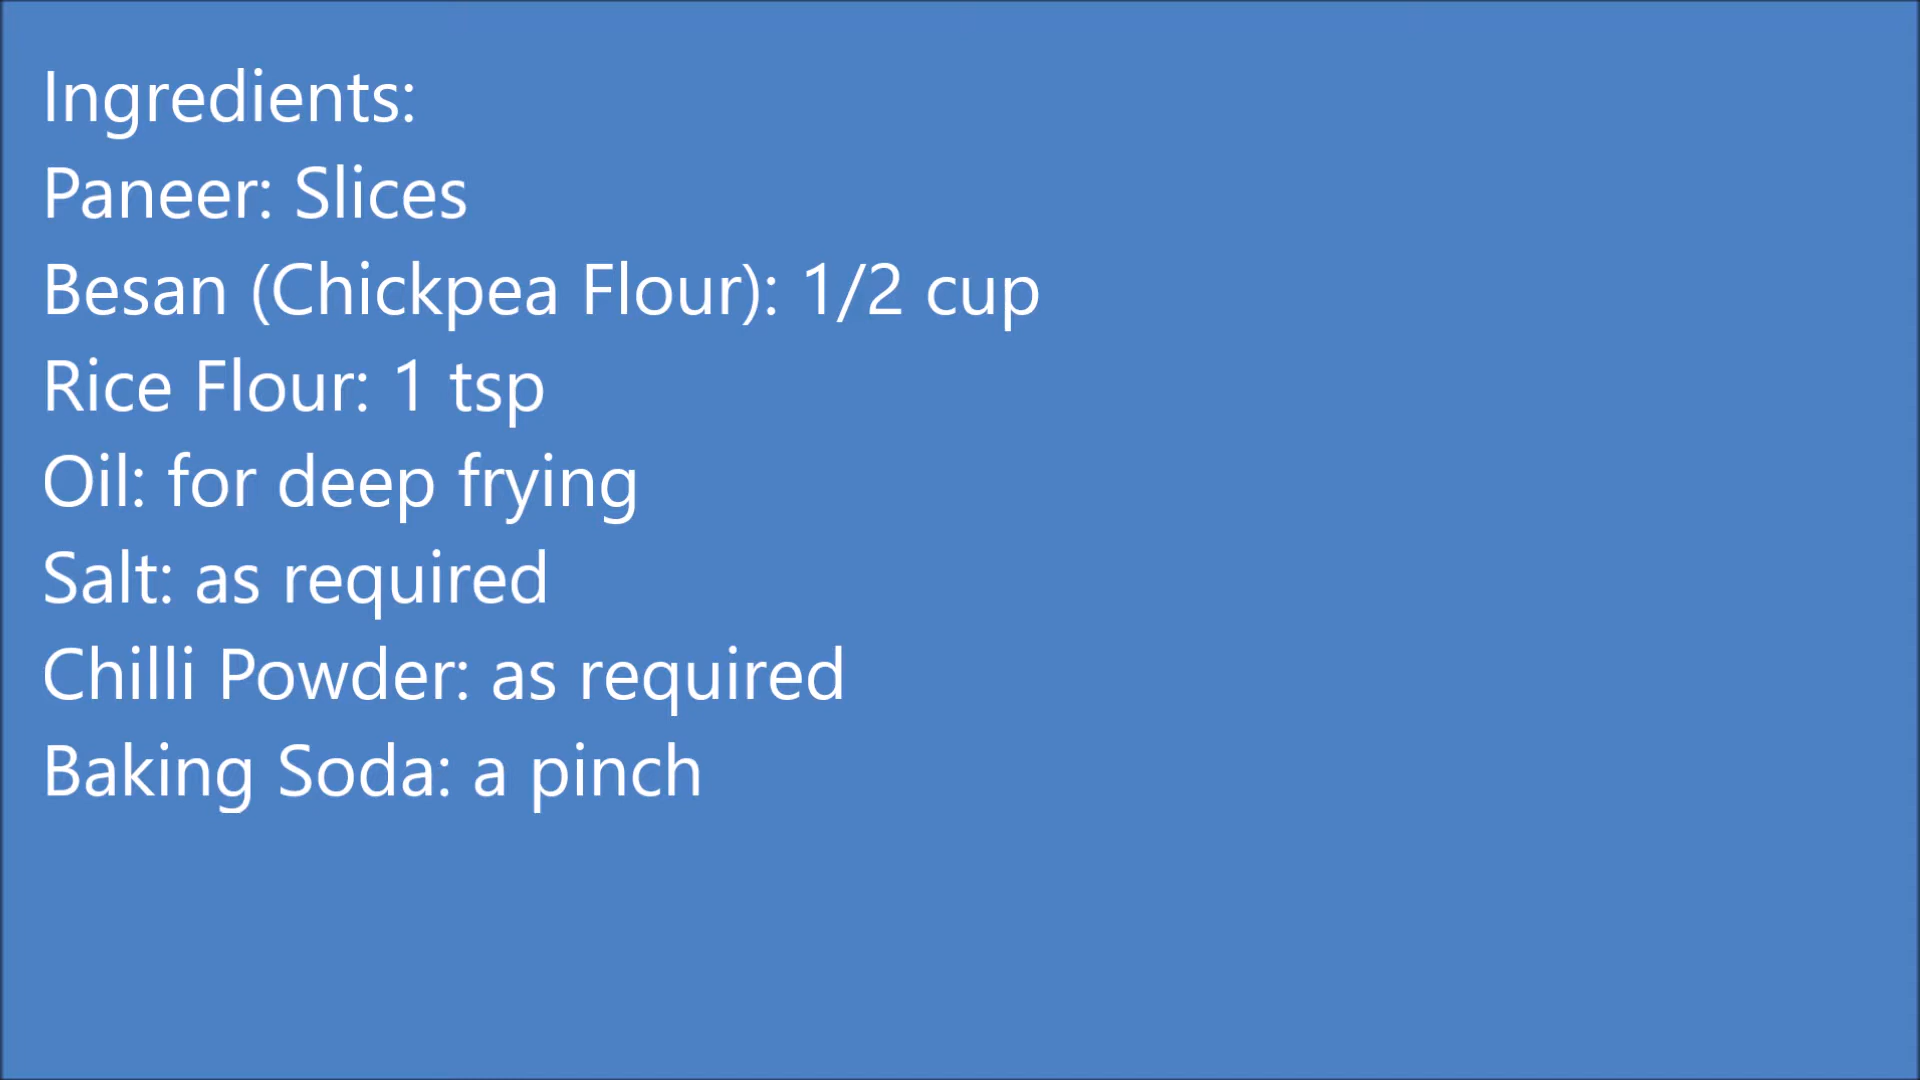 Ingredients:
Paneer: Slices
Besan (Chickpea Flour): 1/2 cup
Rice Flour: 1 tsp
Oil: for deep frying
Salt: as required
Chilli Powder: as required
Baking Soda: a pinch